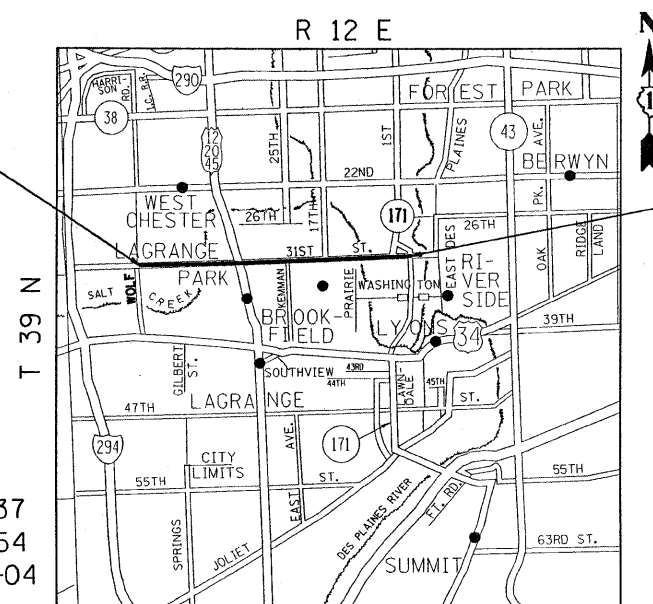 R 12 E
N
HARRI-
SON
RD.
I.C. R.R.
290
FOREST PARK
38
12
20
45
25TH
1ST
PLAINES
43
AVE.
BERWYN
22ND
WEST
CHESTER
26TH
17TH
171
PK.
26TH
LAGRANGE
31ST ST.
EAST DES
RI-
VER
SIDE
OAK
RIDGE
LAND
PARK
WOLF
SALT
CREEK
KEMMAN
PRAIRIE
WASHINGTON
BROOK-
FIELD
LYONS
34
39TH
T 39 N
GILBERT
ST.
SOUTHVIEW
43RD
44TH
LAWN-
DALE
45TH
ST.
47TH
LAGRANGE
AVE.
171
294
CITY
LIMITS
55TH
ST.
55TH
EAST
DES PLAINES RIVER
FT. RD.
SPRINGS
JOLIET
63RD ST.
SUMMIT
37
54
-04